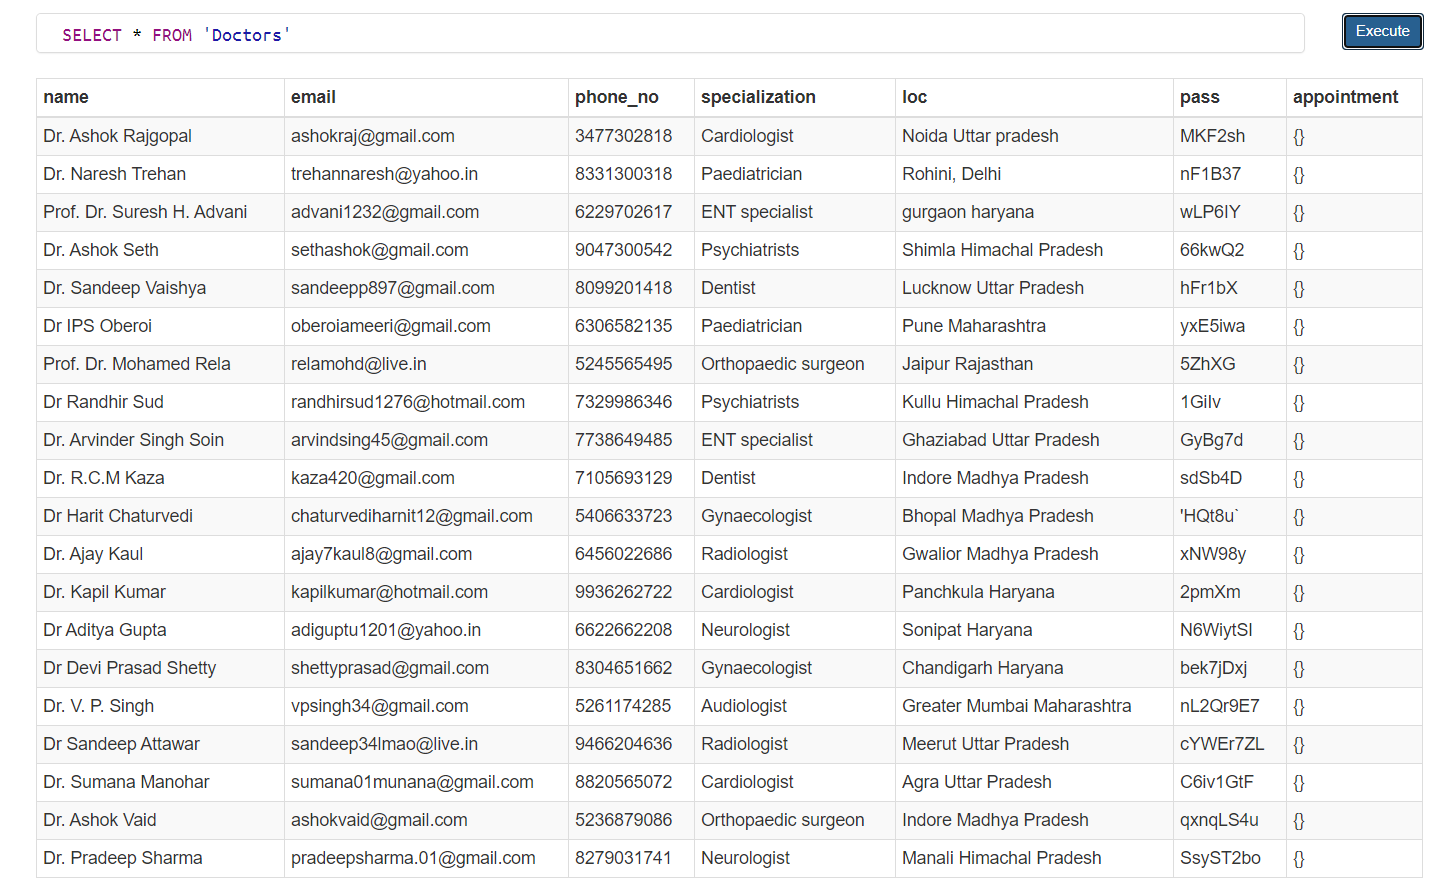 SELECT * FROM 'Doctors'
Execute
name email phone_no specialization loc pass appointment
Dr. Ashok Rajgopal ashokraj@gmail.com 3477302818 Cardiologist Noida Uttar pradesh MKF2sh {}
Dr. Naresh Trehan trehannaresh@yahoo.in 8331300318 Paediatrician Rohini, Delhi nF1B37 {}
Prof. Dr. Suresh H. Advani advani1232@gmail.com 6229702617 ENT specialist gurgaon haryana wLP6IY {}
Dr. Ashok Seth sethashok@gmail.com 9047300542 Psychiatrists Shimla Himachal Pradesh 66kwQ2 {}
Dr. Sandeep Vaishya sandeepp897@gmail.com 8099201418 Dentist Lucknow Uttar Pradesh hFr1bX {}
Dr IPS Oberoi oberoiameeri@gmail.com 6306582135 Paediatrician Pune Maharashtra yxE5iwa {}
Prof. Dr. Mohamed Rela relamohd@live.in 5245565495 Orthopaedic surgeon Jaipur Rajasthan 5ZhXG {}
Dr Randhir Sud randhirsud1276@hotmail.com 7329986346 Psychiatrists Kullu Himachal Pradesh 1GiIv {}
Dr. Arvinder Singh Soin arvindsing45@gmail.com 7738649485 ENT specialist Ghaziabad Uttar Pradesh GyBg7d {}
Dr. R.C.M Kaza kaza420@gmail.com 7105693129 Dentist Indore Madhya Pradesh sdSb4D {}
Dr Harit Chaturvedi chaturvediharnit12@gmail.com 5406633723 Gynaecologist Bhopal Madhya Pradesh 'HQt8u` {}
Dr. Ajay Kaul ajay7kaul8@gmail.com 6456022686 Radiologist Gwalior Madhya Pradesh xNW98y {}
Dr. Kapil Kumar kapilkumar@hotmail.com 9936262722 Cardiologist Panchkula Haryana 2pmXm {}
Dr Aditya Gupta adiguptu1201@yahoo.in 6622662208 Neurologist Sonipat Haryana N6WiytSI {}
Dr Devi Prasad Shetty shettyprasad@gmail.com 8304651662 Gynaecologist Chandigarh Haryana bek7jDxj {}
Dr. V. P. Singh vpsingh34@gmail.com 5261174285 Audiologist Greater Mumbai Maharashtra nL2Qr9E7 {}
Dr Sandeep Attawar sandeep34lmao@live.in 9466204636 Radiologist Meerut Uttar Pradesh cYWEr7ZL {}
Dr. Sumana Manohar sumana01munana@gmail.com 8820565072 Cardiologist Agra Uttar Pradesh C6iv1GtF {}
Dr. Ashok Vaid ashokvaid@gmail.com 5236879086 Orthopaedic surgeon Indore Madhya Pradesh qxnqLS4u {}
Dr. Pradeep Sharma pradeepsharma.01@gmail.com 8279031741 Neurologist Manali Himachal Pradesh SsyST2bo {}